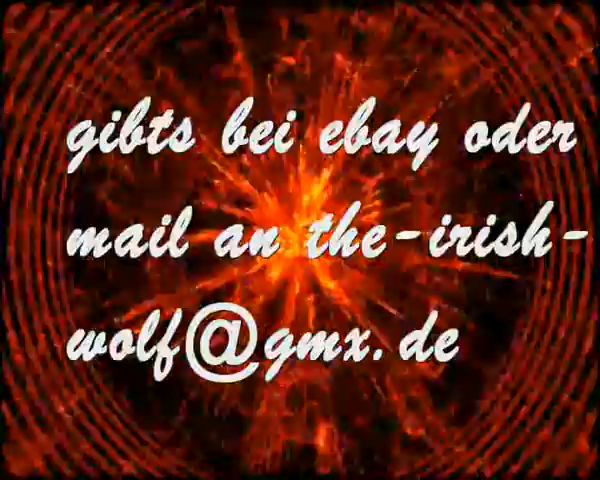 gibts bei ebay oder
mail an the-irish-
wolf@gmx.de